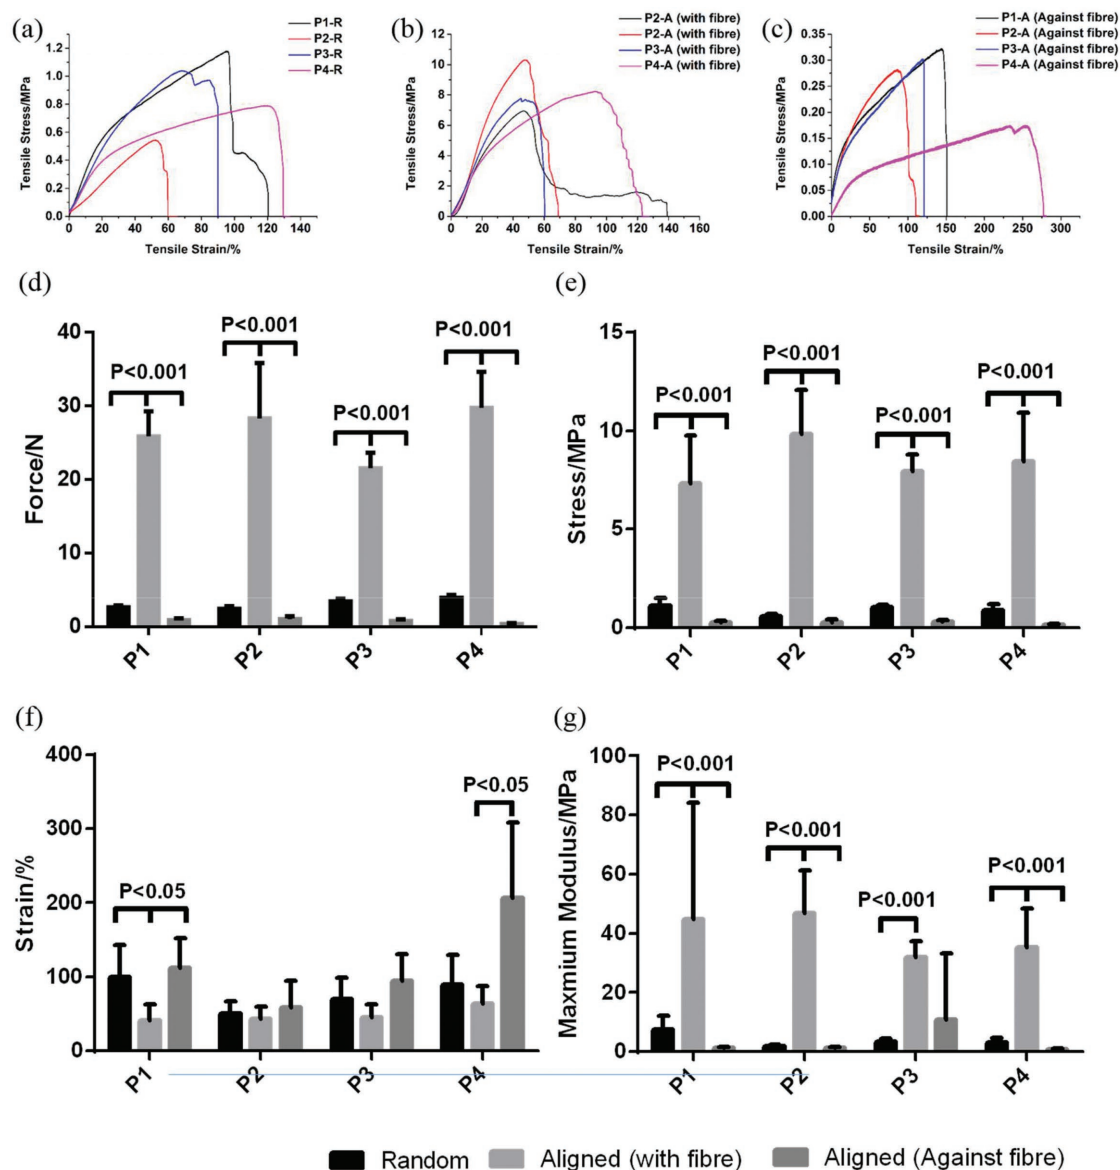 (a)
P1-R
P2-R
P3-R
P4-R
Tensile Stress/MPa
1.2
1.0
0.8
0.6
0.4
0.2
0.0
0 20 40 60 80 100 120 140
Tensile Strain/%
(b)
P2-A (with fibre)
P2-A (with fibre)
P3-A (with fibre)
P4-A (with fibre)
Tensile Stress/MPa
12
10
8
6
4
2
0
0 20 40 60 80 100 120 140 160
Tensile Strain/%
(c)
P1-A (Against fibre)
P2-A (Against fibre)
P3-A (Against fibre)
P4-A (Against fibre)
Tensile Stress/MPa
0.35
0.30
0.25
0.20
0.15
0.10
0.05
0.00
0 50 100 150 200 250 300
Tensile Strain/%
(d)
Force/N
40
30
20
10
0
P<0.001
P<0.001
P<0.001
P<0.001
P1 P2 P3 P4
(e)
Stress/MPa
15
10
5
0
P<0.001
P<0.001
P<0.001
P<0.001
P1 P2 P3 P4
(f)
Strain/%
400
300
200
100
0
P<0.05
P<0.05
P1 P2 P3 P4
(g)
Maxmium Modulus/MPa
100
80
60
40
20
0
P<0.001
P<0.001
P<0.001
P<0.001
P1 P2 P3 P4
Random Aligned (with fibre) Aligned (Against fibre)